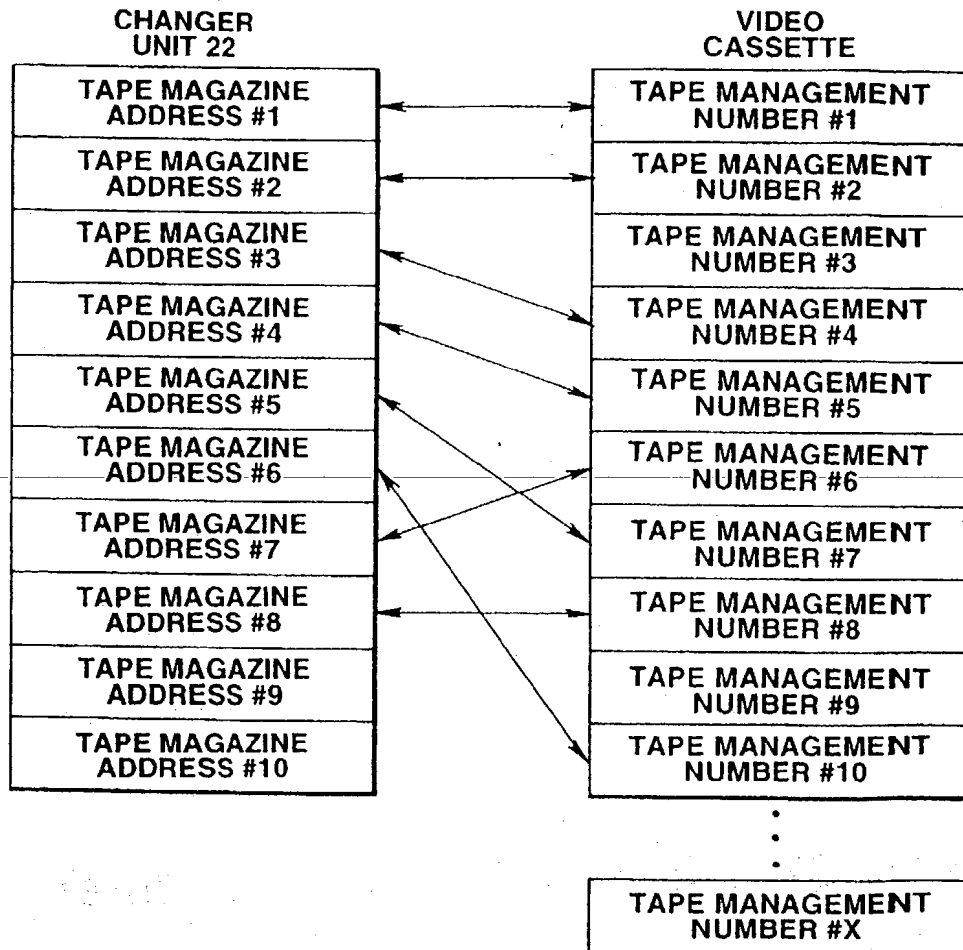 CHANGER
UNIT 22
TAPE MAGAZINE
ADDRESS #1
TAPE MAGAZINE
ADDRESS #2
TAPE MAGAZINE
ADDRESS #3
TAPE MAGAZINE
ADDRESS #4
TAPE MAGAZINE
ADDRESS #5
TAPE MAGAZINE
ADDRESS #6
TAPE MAGAZINE
ADDRESS #7
TAPE MAGAZINE
ADDRESS #8
TAPE MAGAZINE
ADDRESS #9
TAPE MAGAZINE
ADDRESS #10
VIDEO
CASSETTE
TAPE MANAGEMENT
NUMBER #1
TAPE MANAGEMENT
NUMBER #2
TAPE MANAGEMENT
NUMBER #3
TAPE MANAGEMENT
NUMBER #4
TAPE MANAGEMENT
NUMBER #5
TAPE MANAGEMENT
NUMBER #6
TAPE MANAGEMENT
NUMBER #7
TAPE MANAGEMENT
NUMBER #8
TAPE MANAGEMENT
NUMBER #9
TAPE MANAGEMENT
NUMBER #10
TAPE MANAGEMENT
NUMBER #X